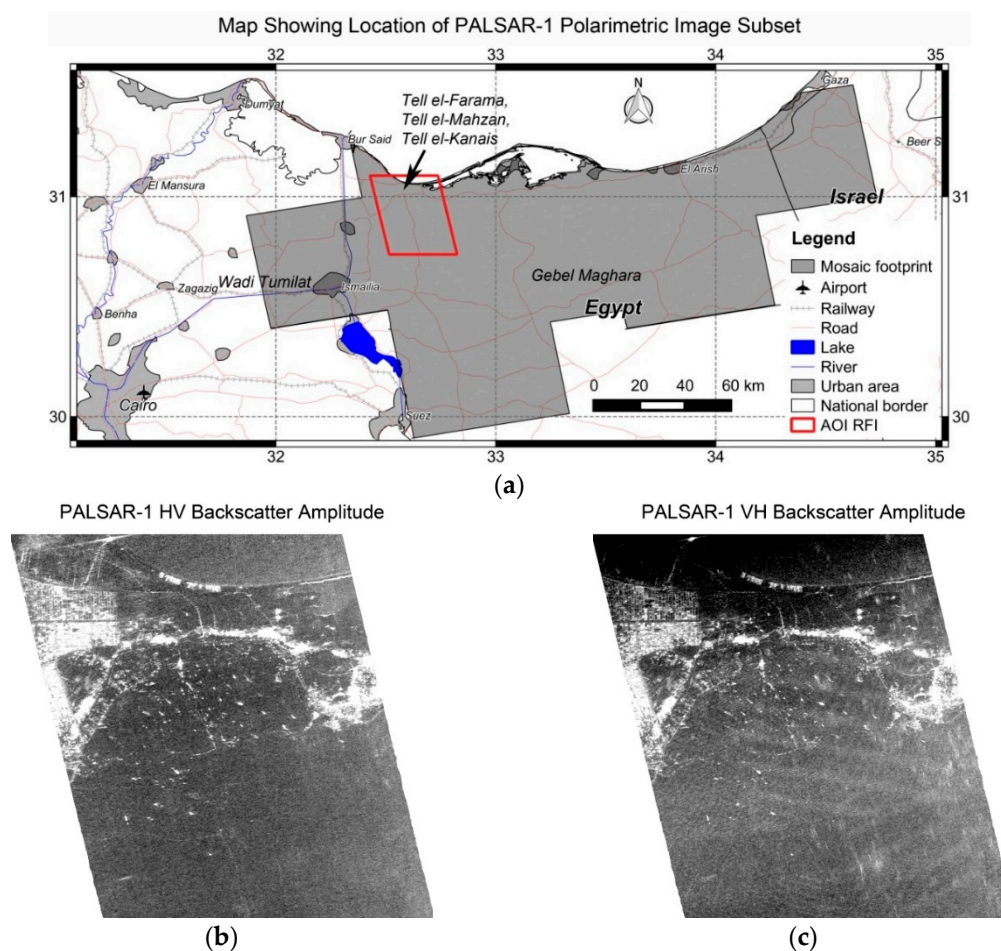 Map Showing Location of PALSAR-1 Polarimetric Image Subset
32
33
34
35
Tell el-Farama,
Tell el-Mahzan,
Tell el-Kanais
N
Gaza
Dumyat
Bur Said
Beer S
El Mansura
El Arish
31
31
Israel
Legend
Mosaic footprint
Airport
Railway
Road
Lake
River
Urban area
National border
AOI RFI
Wadi Tumilat
Gebel Maghara
Zagazig
Ismailia
Egypt
Benha
0 20 40 60 km
Cairo
30
30
Suez
32
33
34
35
(a)
PALSAR-1 HV Backscatter Amplitude
PALSAR-1 VH Backscatter Amplitude
(b)
(c)